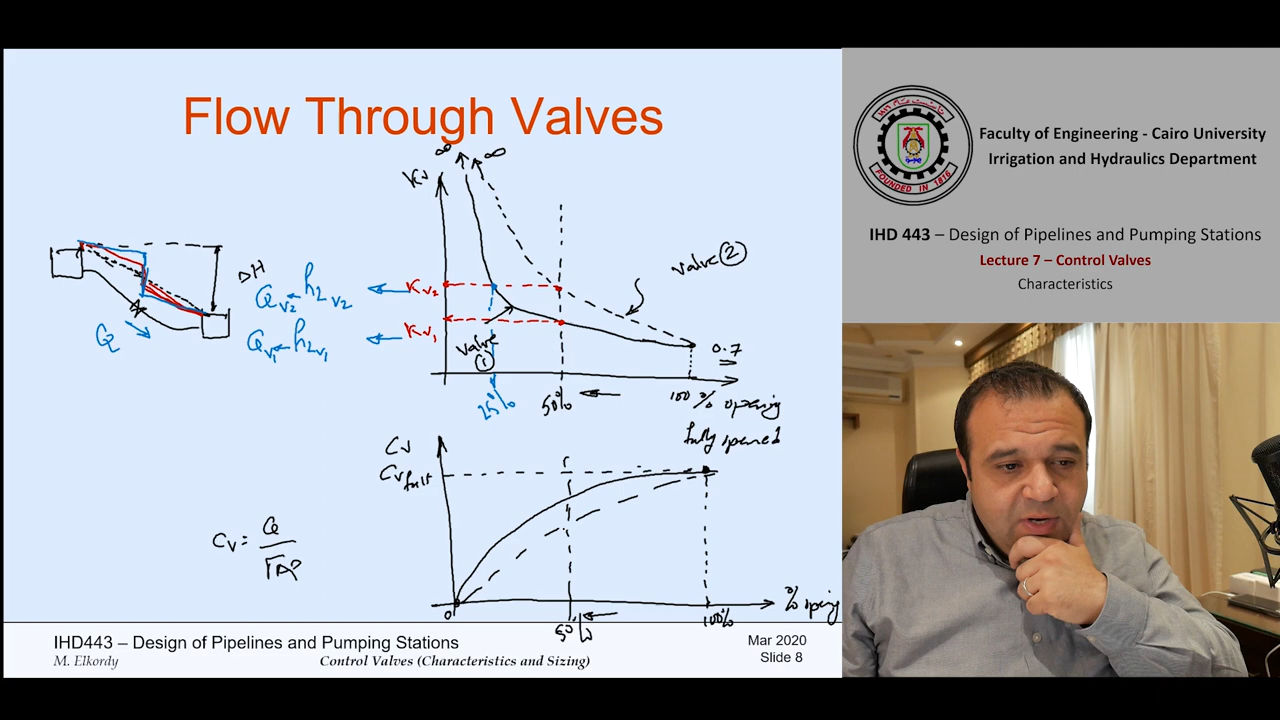 Flow Through Valves
∞
∞
Kv
valve ②
ΔH
Qv2 ← hLv2
← Kv2
Q
Qv1 ← hLv1
← Kv1
valve
①
0.7
25%
50% ←
100 % opening
fully opened
Cv
Cv full
Cv = Q
√ΔP
0
50%
←
100%
IHD443 – Design of Pipelines and Pumping Stations
Mar 2020
M. Elkordy
Control Valves (Characteristics and Sizing)
Slide 8
FOUNDED IN 1816
Faculty of Engineering - Cairo University
Irrigation and Hydraulics Department
IHD 443 – Design of Pipelines and Pumping Stations
Lecture 7 – Control Valves
Characteristics